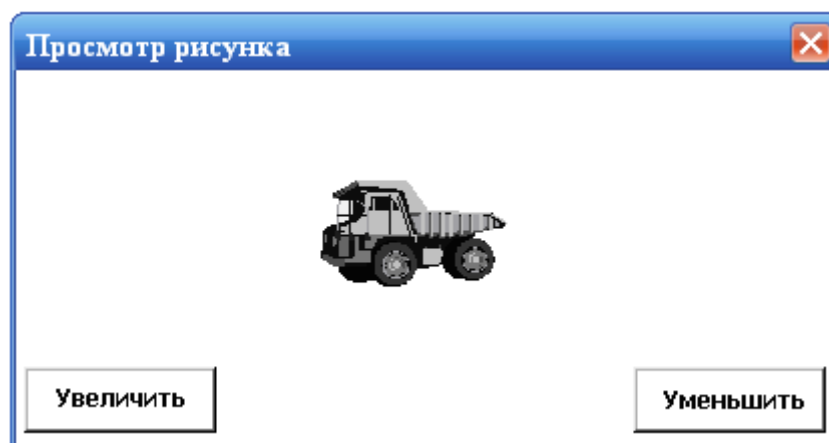 Просмотр рисунка
Увеличить
Уменьшить